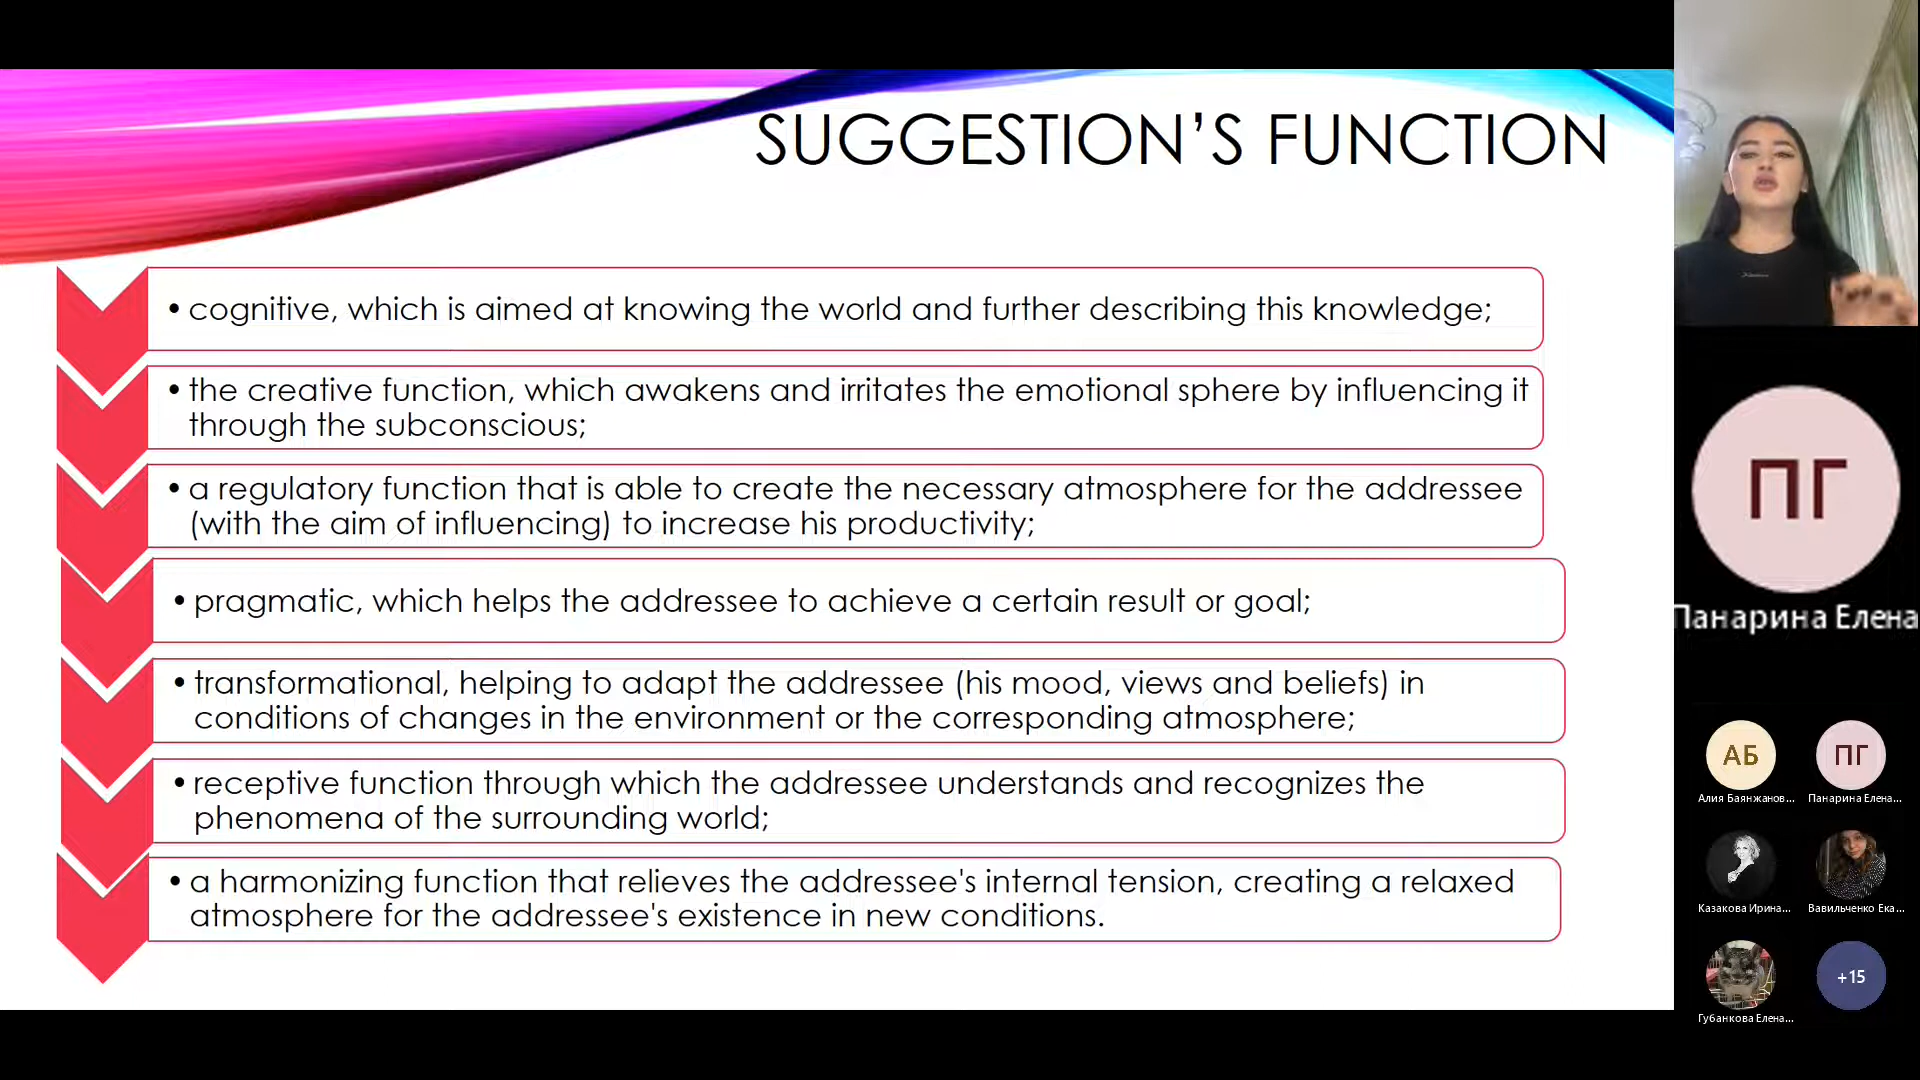 SUGGESTION’S FUNCTION
• cognitive, which is aimed at knowing the world and further describing this knowledge;
• the creative function, which awakens and irritates the emotional sphere by influencing it
through the subconscious;
• a regulatory function that is able to create the necessary atmosphere for the addressee
(with the aim of influencing) to increase his productivity;
• pragmatic, which helps the addressee to achieve a certain result or goal;
• transformational, helping to adapt the addressee (his mood, views and beliefs) in
conditions of changes in the environment or the corresponding atmosphere;
• receptive function through which the addressee understands and recognizes the
phenomena of the surrounding world;
• a harmonizing function that relieves the addressee's internal tension, creating a relaxed
atmosphere for the addressee's existence in new conditions.
ПГ
Панарина Елена
АБ
ПГ
Алия Баянжанов...
Панарина Елена...
Казакова Ирина...
Вавильченко Ека...
+15
Губанкова Елена...